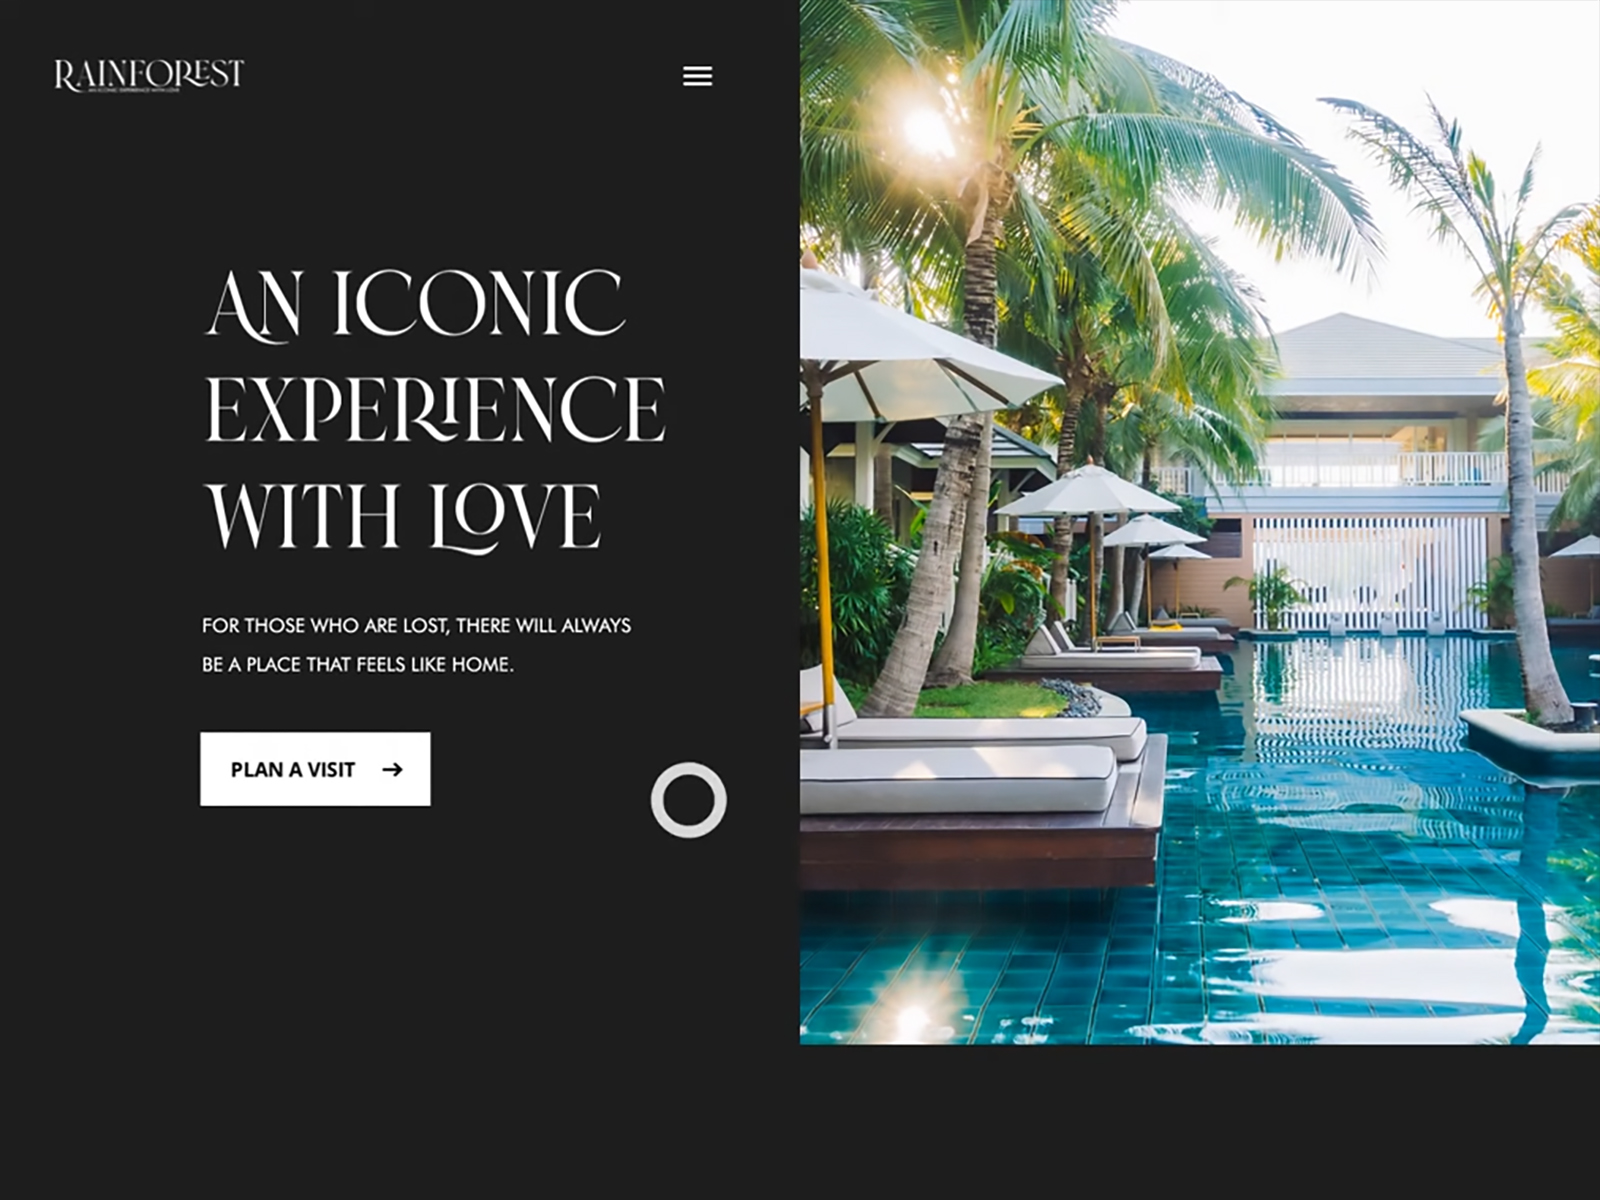 RAINFOREST
AN ICONIC EXPERIENCE WITH LOVE
AN ICONIC
EXPERIENCE
WITH LOVE
FOR THOSE WHO ARE LOST, THERE WILL ALWAYS
BE A PLACE THAT FEELS LIKE HOME.
PLAN A VISIT